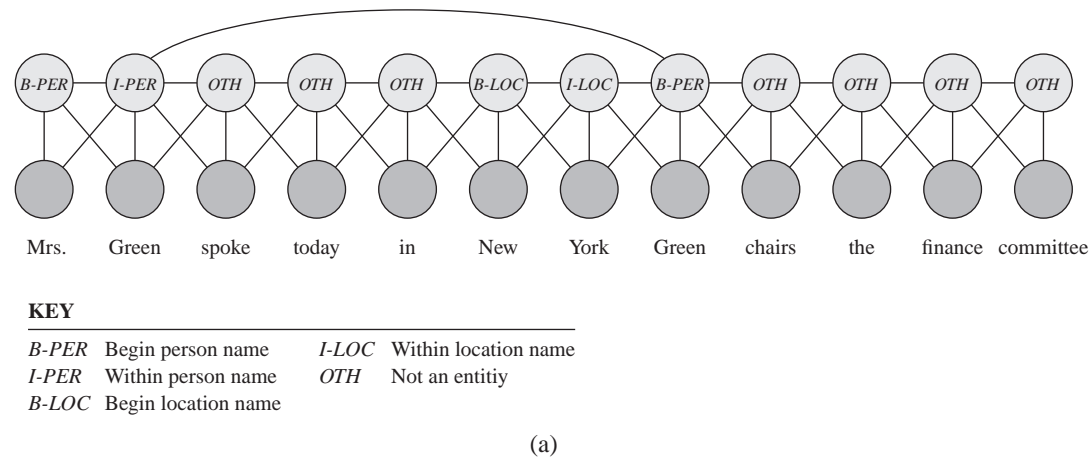 B-PER I-PER OTH OTH OTH B-LOC I-LOC B-PER OTH OTH OTH OTH
Mrs. Green spoke today in New York Green chairs the finance committee
KEY
B-PER Begin person name I-LOC Within location name
I-PER Within person name OTH Not an entitiy
B-LOC Begin location name
(a)